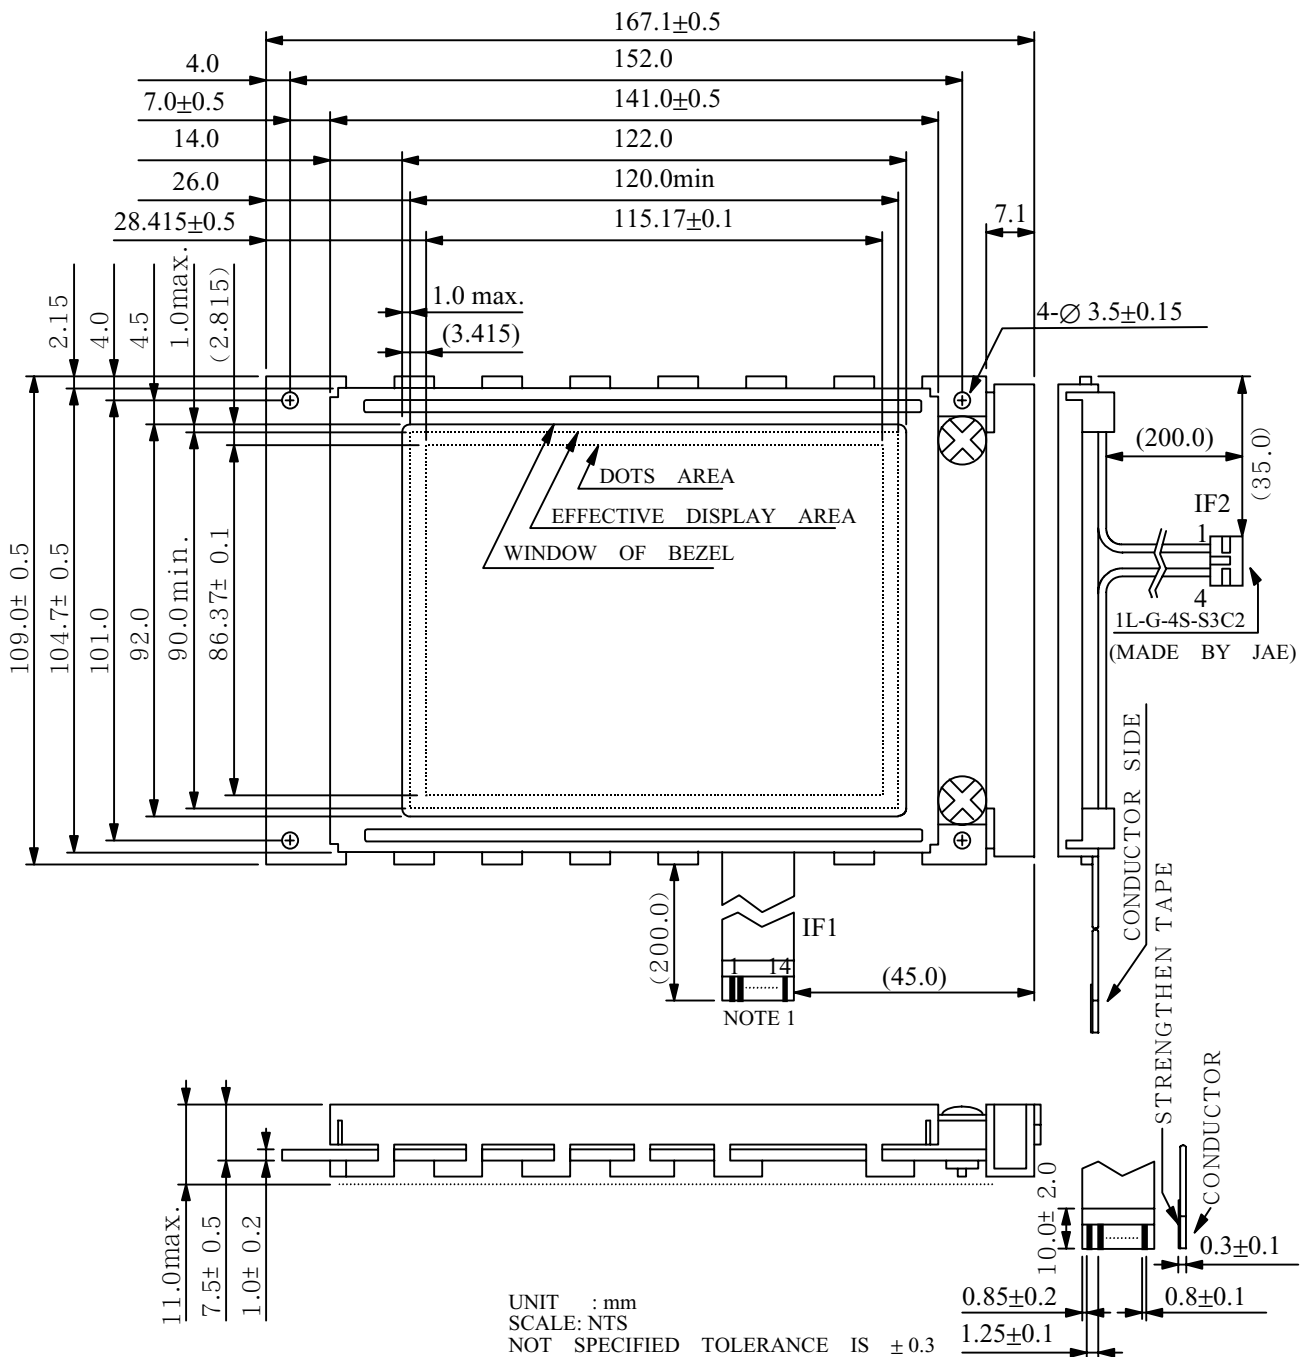 167.1±0.5
4.0
152.0
7.0±0.5
141.0±0.5
14.0
122.0
26.0
120.0min
28.415±0.5
115.17±0.1
7.1
2.15
4.0
4.5
1.0max.
(2.815)
1.0 max.
(3.415)
4-∅ 3.5±0.15
(200.0)
(35.0)
IF2
1
4
1L-G-4S-S3C2
(MADE BY JAE)
DOTS AREA
EFFECTIVE DISPLAY AREA
WINDOW OF BEZEL
109.0± 0.5
104.7± 0.5
101.0
92.0
90.0min.
86.37± 0.1
CONDUCTOR SIDE
STRENGTHEN TAPE
(200.0)
IF1
1 14
(45.0)
NOTE 1
CONDUCTOR
11.0max.
7.5± 0.5
1.0± 0.2
10.0± 2.0
0.3±0.1
0.85±0.2
0.8±0.1
1.25±0.1
UNIT : mm
SCALE: NTS
NOT SPECIFIED TOLERANCE IS ±0.3